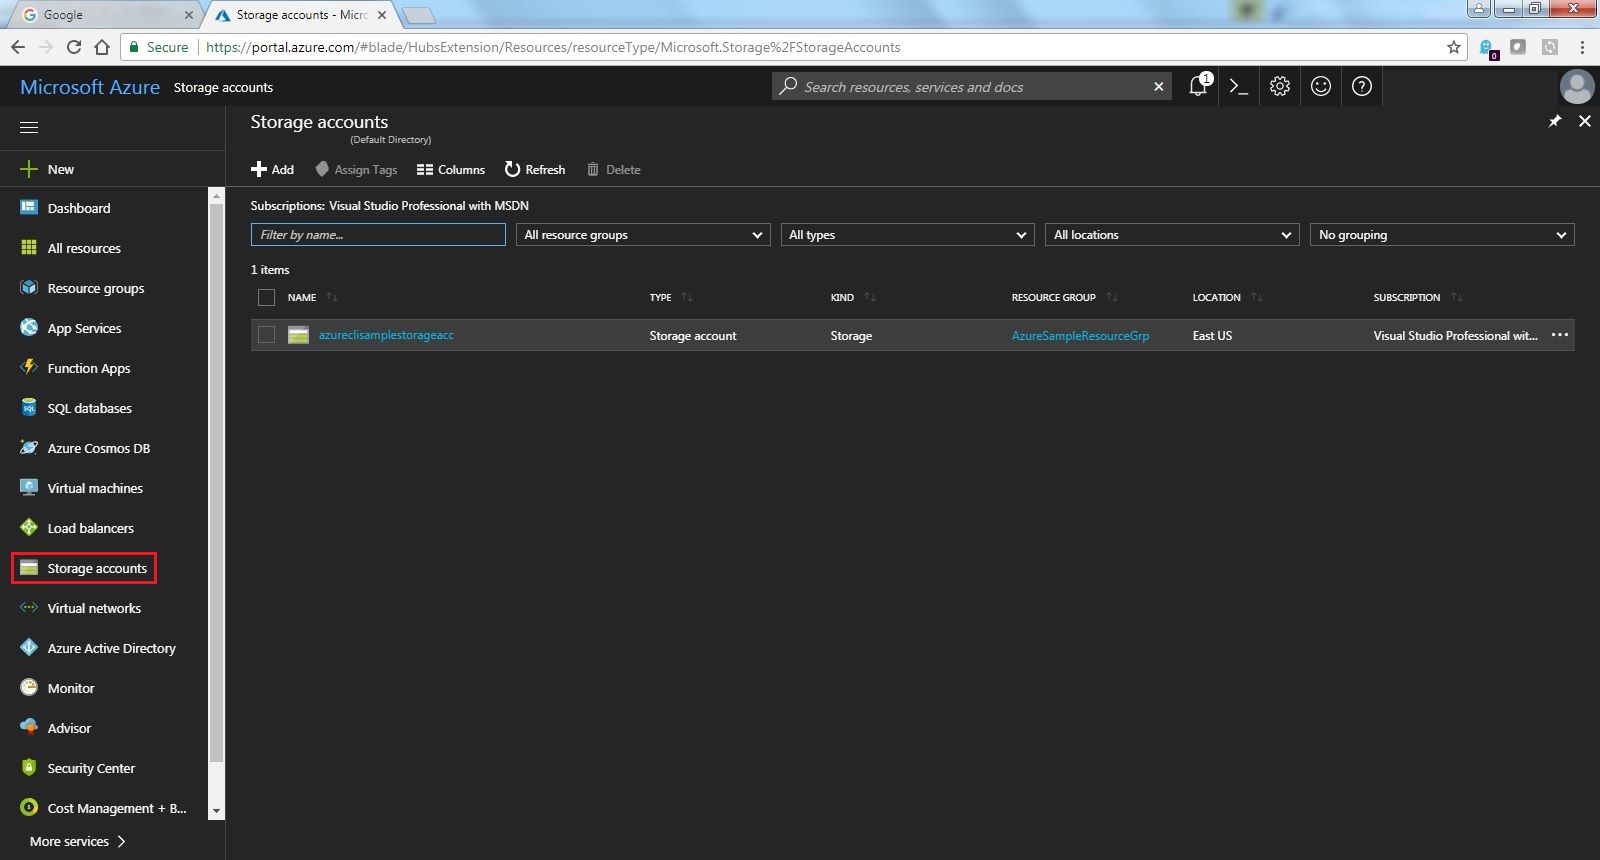 Google
Storage accounts - Micro
Secure
https://portal.azure.com/#blade/HubsExtension/Resources/resourceType/Microsoft.Storage%2FStorageAccounts
0
Microsoft Azure
Storage accounts
Search resources, services and docs
1
Storage accounts
(Default Directory)
New
Dashboard
All resources
Resource groups
App Services
Function Apps
SQL
SQL databases
Azure Cosmos DB
Virtual machines
Load balancers
Storage accounts
Virtual networks
Azure Active Directory
Monitor
Advisor
Security Center
Cost Management + B...
More services
Add
Assign Tags
Columns
Refresh
Delete
Subscriptions: Visual Studio Professional with MSDN
Filter by name...
All resource groups
All types
All locations
No grouping
1 items
NAME
TYPE
KIND
RESOURCE GROUP
LOCATION
SUBSCRIPTION
azureclisamplestorageacc
Storage account
Storage
AzureSampleResourceGrp
East US
Visual Studio Professional wit...